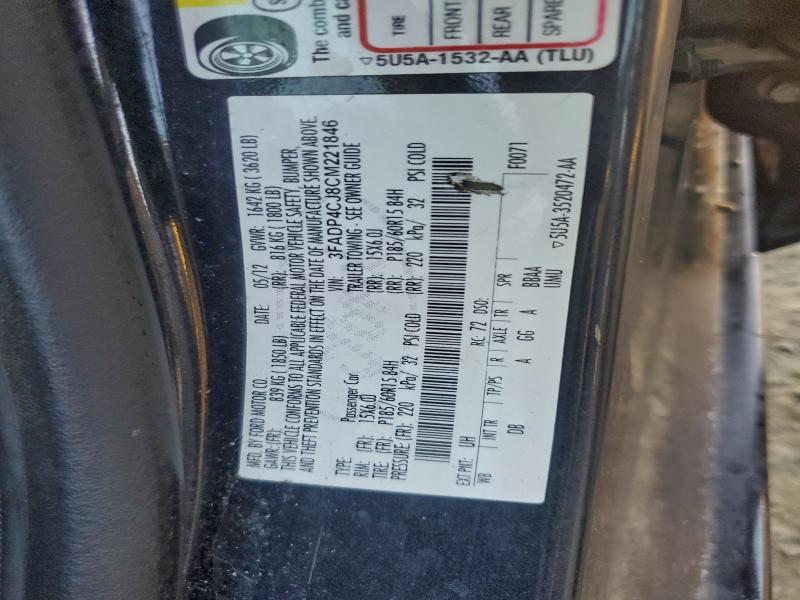 The comb
and ca
TIRE
FRONT
REAR
SPARE
▽5U5A-1532-AA (TLU)
MFD. BY FORD MOTOR CO.
DATE: 05/12 GVWR: 1642 KG ( 3620 LB)
GAWR: (FR): 839 KG ( 1850 LB) (RR): 816 KG ( 1800 LB)
THIS VEHICLE CONFORMS TO ALL APPLICABLE FEDERAL MOTOR VEHICLE SAFETY, BUMPER,
AND THEFT PREVENTION STANDARDS IN EFFECT ON THE DATE OF MANUFACTURE SHOWN ABOVE.
VIN: 3FADP4CJ8CM221846
TYPE: Passenger Car TRAILER TOWING - SEE OWNER GUIDE
RIM: (FR): 15X6.0J (RR): 15X6.0J
TIRE: (FR): P185/60R15 84H (RR): P185/60R15 84H
PRESSURE (FR): 220 kPa/ 32 PSI COLD (RR): 220 kPa/ 32 PSI COLD
EXT PNT: UH RC: 72 DSO: F0071
WB INT TR TP/PS R AXLE TR SPR
DB A GG A BBAA
UMU
▽5U5A-3520472-AA